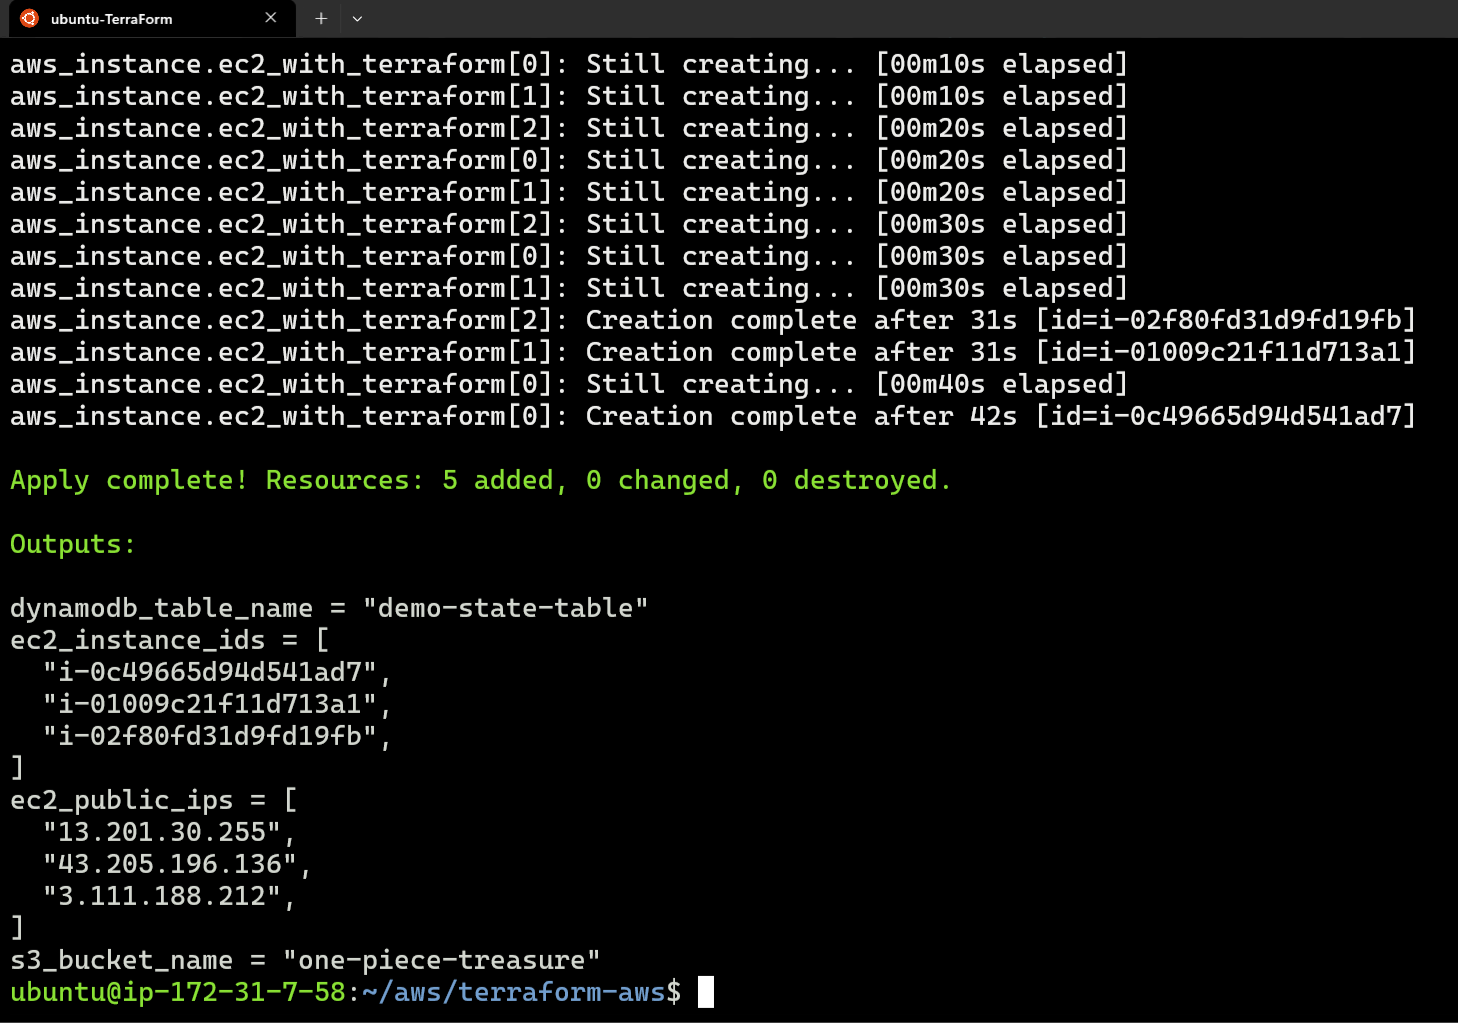 ubuntu-TerraForm
aws_instance.ec2_with_terraform[0]: Still creating... [00m10s elapsed]
aws_instance.ec2_with_terraform[1]: Still creating... [00m10s elapsed]
aws_instance.ec2_with_terraform[2]: Still creating... [00m20s elapsed]
aws_instance.ec2_with_terraform[0]: Still creating... [00m20s elapsed]
aws_instance.ec2_with_terraform[1]: Still creating... [00m20s elapsed]
aws_instance.ec2_with_terraform[2]: Still creating... [00m30s elapsed]
aws_instance.ec2_with_terraform[0]: Still creating... [00m30s elapsed]
aws_instance.ec2_with_terraform[1]: Still creating... [00m30s elapsed]
aws_instance.ec2_with_terraform[2]: Creation complete after 31s [id=i-02f80fd31d9fd19fb]
aws_instance.ec2_with_terraform[1]: Creation complete after 31s [id=i-01009c21f11d713a1]
aws_instance.ec2_with_terraform[0]: Still creating... [00m40s elapsed]
aws_instance.ec2_with_terraform[0]: Creation complete after 42s [id=i-0c49665d94d541ad7]
Apply complete! Resources: 5 added, 0 changed, 0 destroyed.
Outputs:
dynamodb_table_name = "demo-state-table"
ec2_instance_ids = [
  "i-0c49665d94d541ad7",
  "i-01009c21f11d713a1",
  "i-02f80fd31d9fd19fb",
]
ec2_public_ips = [
  "13.201.30.255",
  "43.205.196.136",
  "3.111.188.212",
]
s3_bucket_name = "one-piece-treasure"
ubuntu@ip-172-31-7-58:~/aws/terraform-aws$